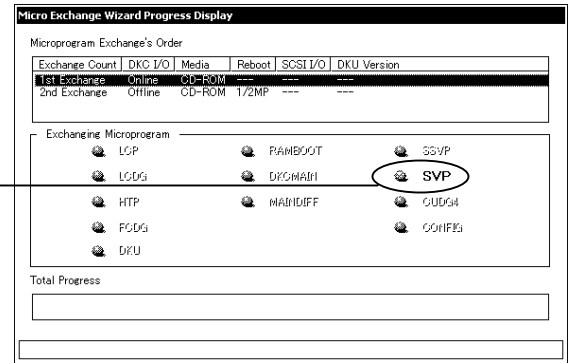 Micro Exchange Wizard Progress Display
Microprogram Exchange's Order
Exchange Count DKC I/O Media Reboot SCSI I/O DKU Version
1st Exchange Online CD-ROM --- --- ---
2nd Exchange Offline CD-ROM 1/2MP --- ---
Exchanging Microprogram
LCP RAMBOOT SSVP
LCDG DKCMAIN SVP
HTP MAINDIFF CUDG4
FCDG CONFIG
DKU
Total Progress